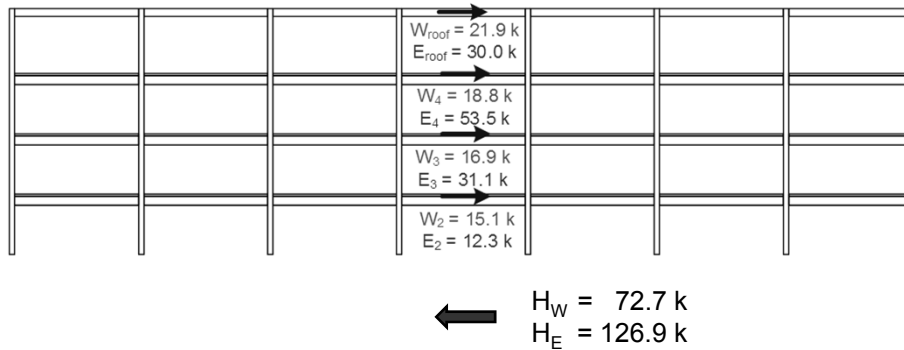 W_roof = 21.9 k
E_roof = 30.0 k
W_4 = 18.8 k
E_4 = 53.5 k
W_3 = 16.9 k
E_3 = 31.1 k
W_2 = 15.1 k
E_2 = 12.3 k
H_W = 72.7 k
H_E = 126.9 k